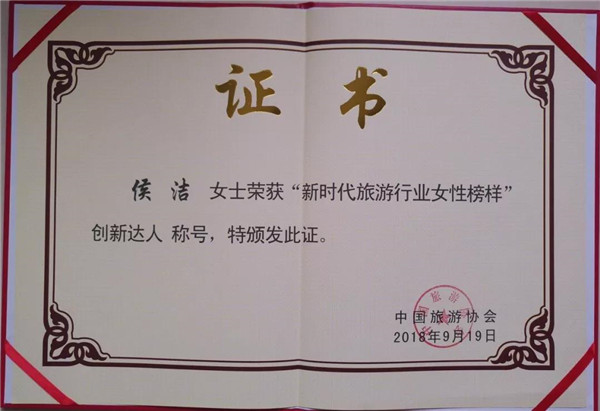 证书
侯洁 女士荣获“新时代旅游行业女性榜样”
创新达人 称号，特颁发此证。
中国旅游协会
2018年9月19日